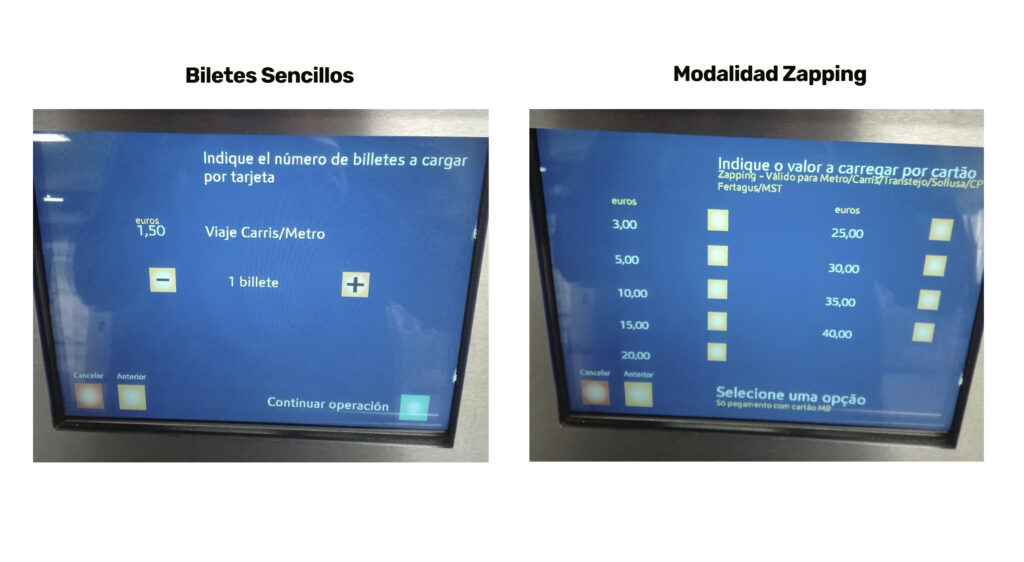 Biletes Sencillos
Indique el número de billetes a cargar
por tarjeta
euros
1,50
Viaje Carris/Metro
−
1 billete
+
Cancelar
Anterior
Continuar operación
Modalidad Zapping
Indique o valor a carregar por cartão
Zapping - Válido para Metro/Carris/Transtejo/Soflusa/CP
Fertagus/MST
euros
3,00
5,00
10,00
15,00
20,00
euros
25,00
30,00
35,00
40,00
Cancelar
Anterior
Selecione uma opção
Só pagamento com cartão MB